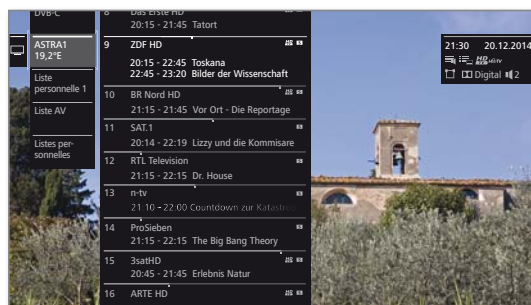 DVB-C
ASTRA1
19,2°E
Liste
personnelle 1
Liste AV
Listes per-
sonnelles
8 Das Erste HD
20:15 - 21:45 Tatort
9 ZDF HD
20:15 - 22:45 Toskana
22:45 - 23:20 Bilder der Wissenschaft
10 BR Nord HD
21:15 - 21:45 Vor Ort - Die Reportage
11 SAT.1
20:14 - 22:19 Lizzy und die Kommisare
12 RTL Television
21:15 - 22:15 Dr. House
13 n-tv
21:10 - 22:00 Countdown zur Katastro
14 ProSieben
21:15 - 22:15 The Big Bang Theory
15 3satHD
20:45 - 21:45 Erlebnis Natur
16 ARTE HD
21:30 20.12.2014
Digital 2